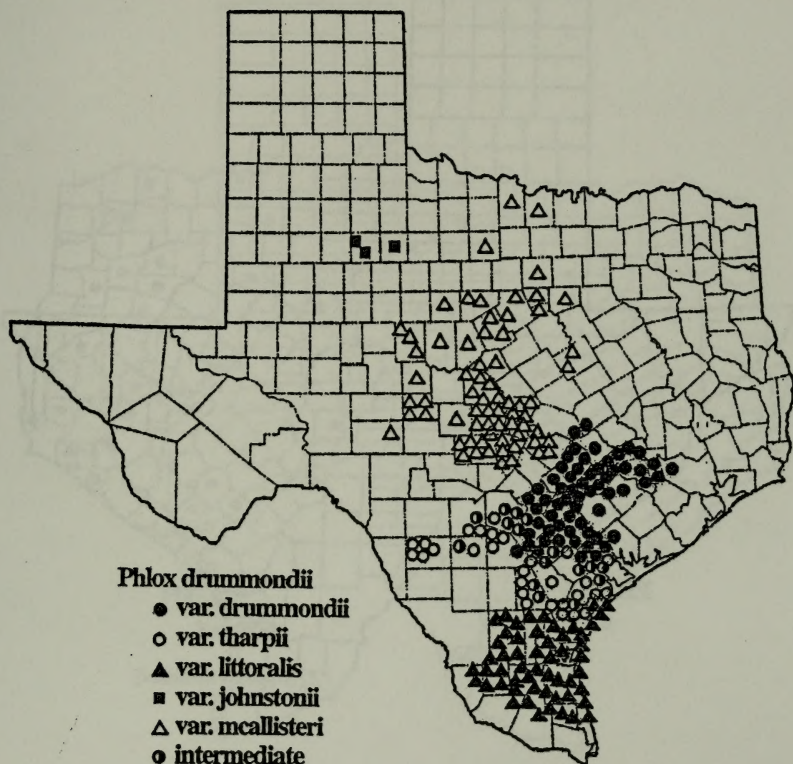 Phlox drummondii
var. drummondii
var. tharpii
var. littoralis
var. johnstonii
var. mcallisteri
intermediate